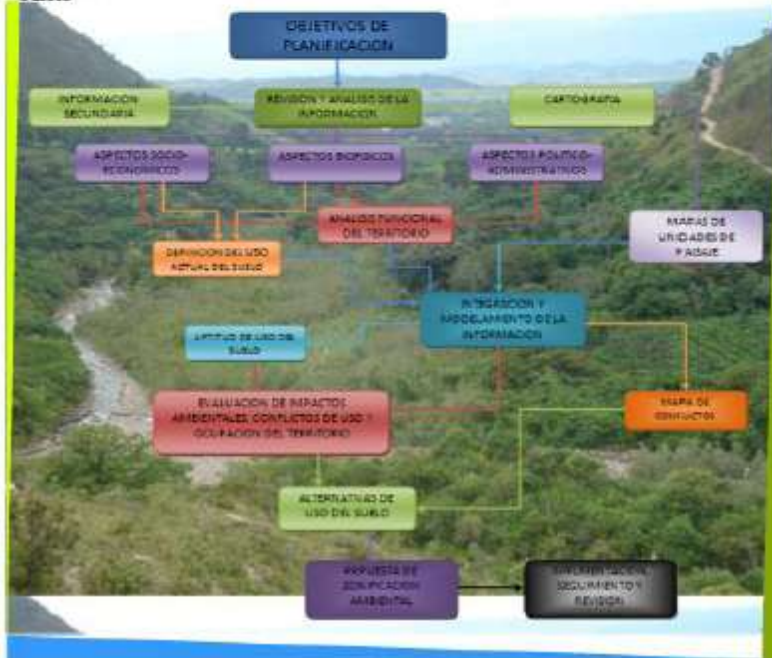 OBJETIVOS DE
PLANIFICACION
INFORMACION
SECUNDARIA
REVISION Y ANALISIS DE LA
INFORMACION
CARTOGRAFIA
ASPECTOS SOCIO-
ECONOMICOS
ASPECTOS BIOFISICOS
ASPECTOS POLITICO-
ADMINISTRATIVOS
ANALISIS FUNCIONAL
DEL TERRITORIO
MAPAS DE
UNIDADES DE
PAISAJE
DEFINICION DEL USO
ACTUAL DEL SUELO
INTEGRACION Y
MODELAMIENTO DE LA
INFORMACION
APTITUD DE USO DEL
SUELO
EVALUACION DE IMPACTOS
AMBIENTALES, CONFLICTOS DE USO Y
OCUPACION DEL TERRITORIO
MAPA DE
CONFLICTOS
ALTERNATIVAS DE
USO DEL SUELO
PROPUESTA DE
ZONIFICACION
AMBIENTAL
SEGUIMIENTO Y
REVISION